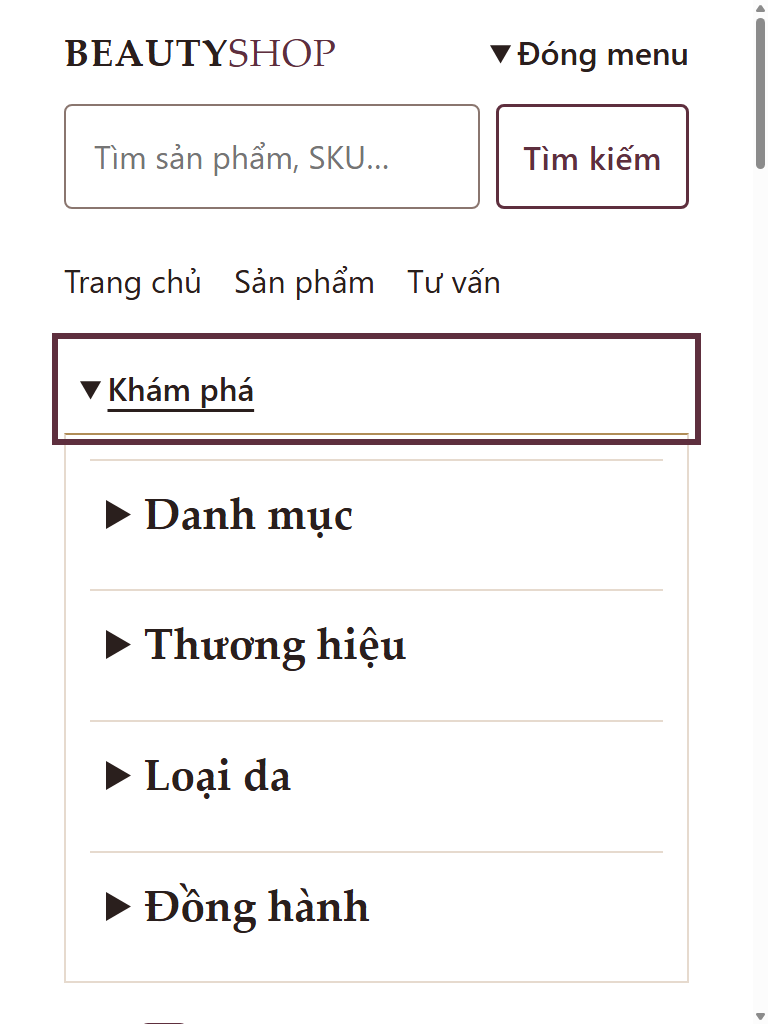 BEAUTYSHOP
Đóng menu
Tìm sản phẩm, SKU...
Tìm kiếm
Trang chủ Sản phẩm Tư vấn
Khám phá
Danh mục
Thương hiệu
Loại da
Đồng hành